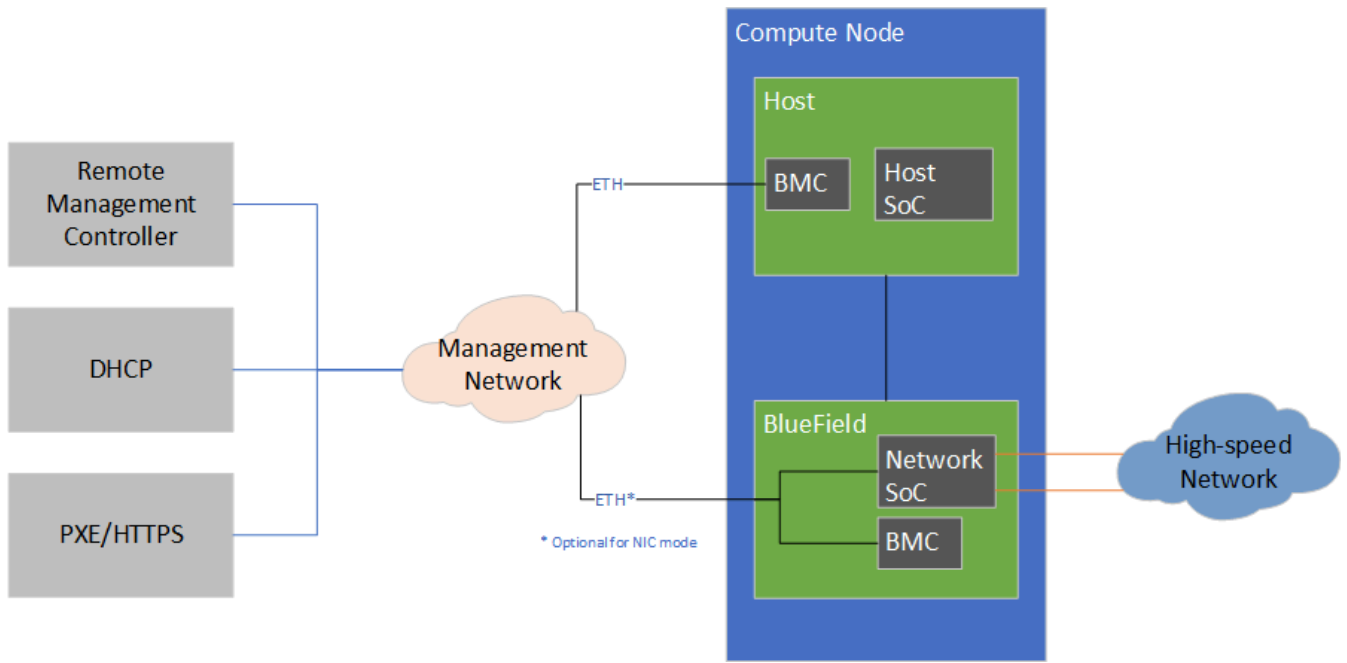 Compute Node
Host
BMC
Host
SoC
Remote
Management
Controller
ETH
DHCP
Management
Network
BlueField
Network
SoC
BMC
High-speed
Network
ETH*
* Optional for NIC mode
PXE/HTTPS